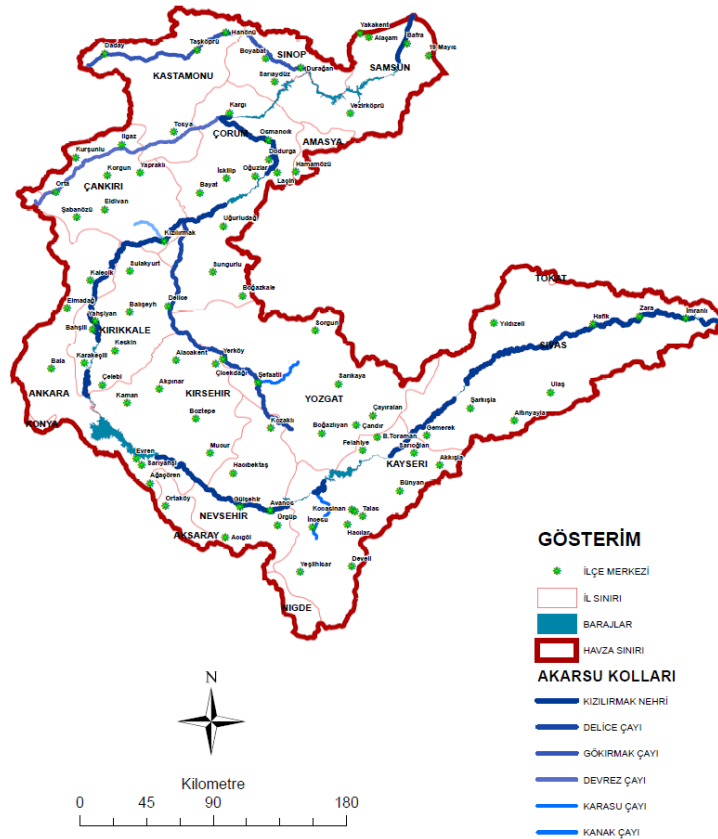 Yakakent
Alaçam
Bafra
19 Mayıs
Hanönü
Taşköprü
Daday
Boyabat
SİNOP
Durağan
SAMSUN
KASTAMONU
Saraydüz
Vezirköprü
Kargı
Tosya
ÇORUM
Osmancık
AMASYA
Ilgaz
Kurşunlu
Dodurga
Korgun
Yapraklı
İskilip
Oğuzlar
Hamamözü
Laçin
ÇANKIRI
Orta
Bayat
Eldivan
Şabanözü
Uğurludağ
Kızılırmak
Sulakyurt
Sungurlu
Kalecik
Boğazkale
TOKAT
Elmadağ
Balışeyh
Delice
Yahşiyan
Bahşili
KIRIKKALE
Sorgun
Yıldızeli
Hafik
Zara
İmranlı
SİVAS
Keskin
Karakeçili
Bala
Alacakent
Yerköy
Çiçekdağı
Şefaatli
Çelebi
Akpınar
Sarıkaya
Ulaş
ANKARA
Kaman
KIRSEHIR
YOZGAT
Şarkışla
Altınyayla
Boztepe
Çayıralan
KONYA
Kozaklı
Boğazlıyan
Çandır
B.Toraman
Gemerek
Felahiye
Sarıoğlan
Mucur
KAYSERİ
Akkışla
Evren
Sarıyahşi
Hacıbektaş
Ağaçören
Bünyan
Ortaköy
Gülşehir
Avanos
Kocasinan
Talas
NEVSEHIR
Ürgüp
İncesu
Hacılar
AKSARAY
Acıgöl
Yeşilhisar
Develi
NIGDE
GÖSTERİM
İLÇE MERKEZİ
İL SINIRI
BARAJLAR
HAVZA SINIRI
AKARSU KOLLARI
KIZILIRMAK NEHRİ
DELİCE ÇAYI
GÖKIRMAK ÇAYI
DEVREZ ÇAYI
KARASU ÇAYI
KANAK ÇAYI
N
Kilometre
0 45 90 180